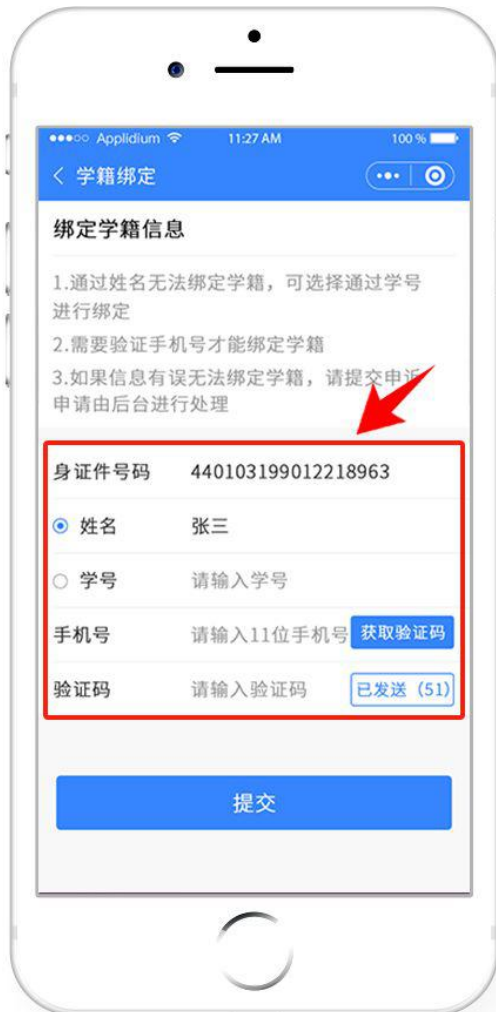 Applidium 11:27 AM 100 %
学籍绑定
绑定学籍信息
1.通过姓名无法绑定学籍，可选择通过学号
进行绑定
2.需要验证手机号才能绑定学籍
3.如果信息有误无法绑定学籍，请提交申诉
申请由后台进行处理
身证件号码 440103199012218963
姓名 张三
学号 请输入学号
手机号 请输入11位手机号 获取验证码
验证码 请输入验证码 已发送（51）
提交